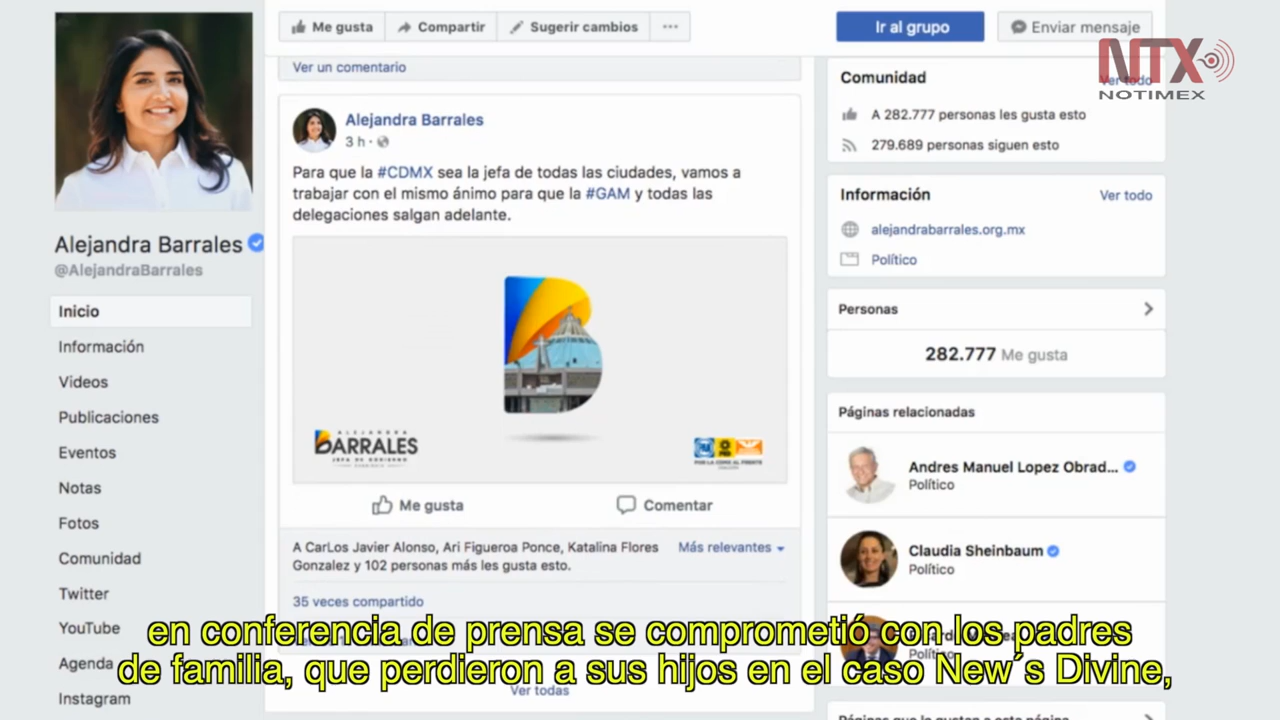 Me gusta
Compartir
Sugerir cambios
Ir al grupo
Enviar mensaje
NTX
NOTIMEX
Alejandra Barrales
@AlejandraBarrales
Inicio
Información
Videos
Publicaciones
Eventos
Notas
Fotos
Comunidad
Twitter
YouTube
Agenda
Instagram
Ver un comentario
Alejandra Barrales
3 h ·
Para que la #CDMX sea la jefa de todas las ciudades, vamos a
trabajar con el mismo ánimo para que la #GAM y todas las
delegaciones salgan adelante.
B
ALEJANDRA
BARRALES
JEFA DE GOBIERNO
POR LA CDMX AL FRENTE
Me gusta
Comentar
A CarLos Javier Alonso, Ari Figueroa Ponce, Katalina Flores
Gonzalez y 102 personas más les gusta esto.
Más relevantes
35 veces compartido
Ver todas
Comunidad
Ver todo
A 282.777 personas les gusta esto
279.689 personas siguen esto
Información
Ver todo
alejandrabarrales.org.mx
Político
Personas
282.777 Me gusta
Páginas relacionadas
Andres Manuel Lopez Obrad...
Político
Claudia Sheinbaum
Político
Político
en conferencia de prensa se comprometió con los padres
de familia, que perdieron a sus hijos en el caso New´s Divine,